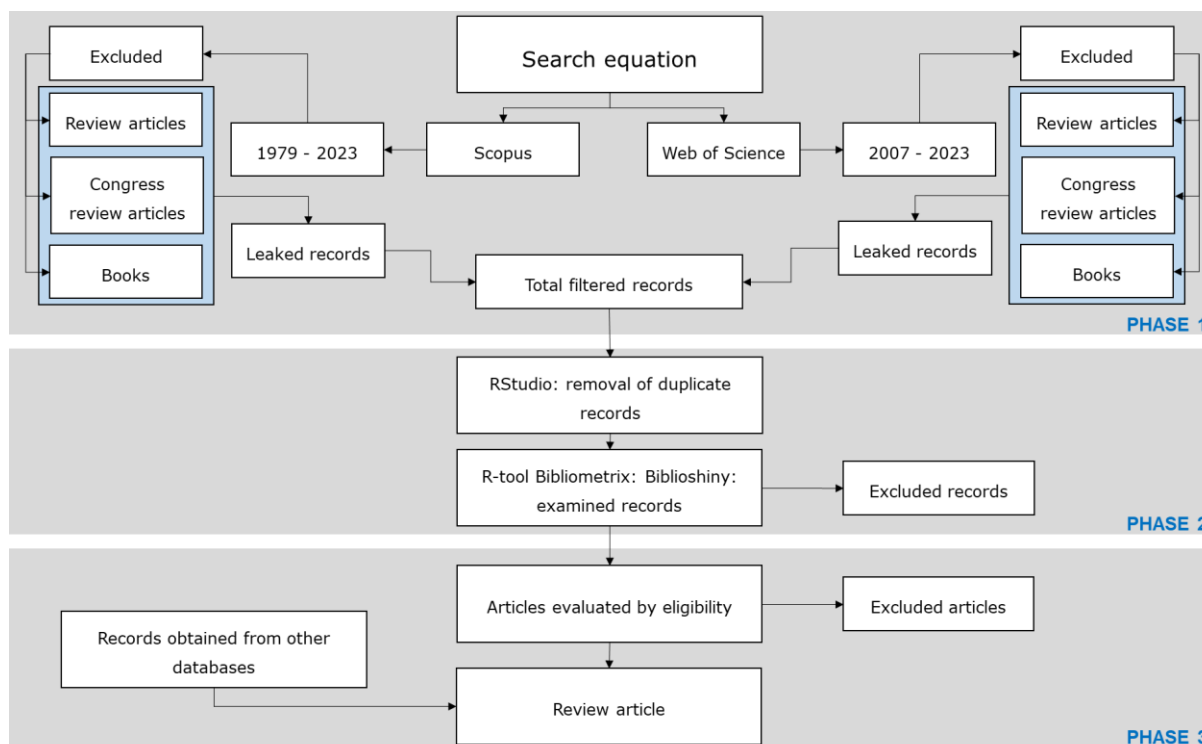 Search equation
Excluded
Excluded
Review articles
Congress
review articles
Books
1979 - 2023
Scopus
Web of Science
2007 - 2023
Review articles
Congress
review articles
Books
Leaked records
Leaked records
Total filtered records
PHASE 1
RStudio: removal of duplicate
records
R-tool Bibliometrix: Biblioshiny:
examined records
Excluded records
PHASE 2
Articles evaluated by eligibility
Excluded articles
Records obtained from other
databases
Review article
PHASE 3